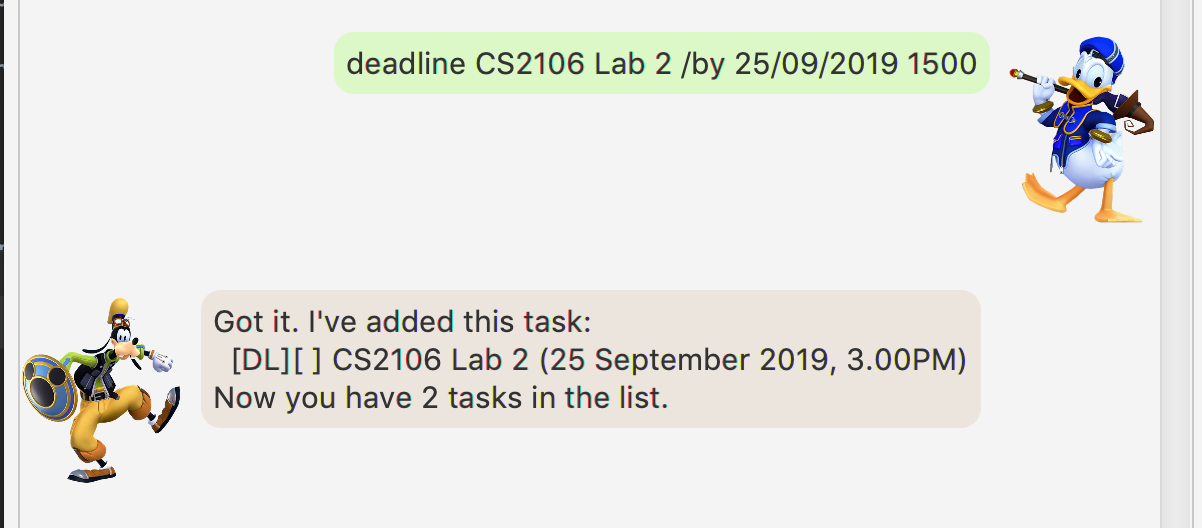 deadline CS2106 Lab 2 /by 25/09/2019 1500
Got it. I've added this task:
[DL][ ] CS2106 Lab 2 (25 September 2019, 3.00PM)
Now you have 2 tasks in the list.